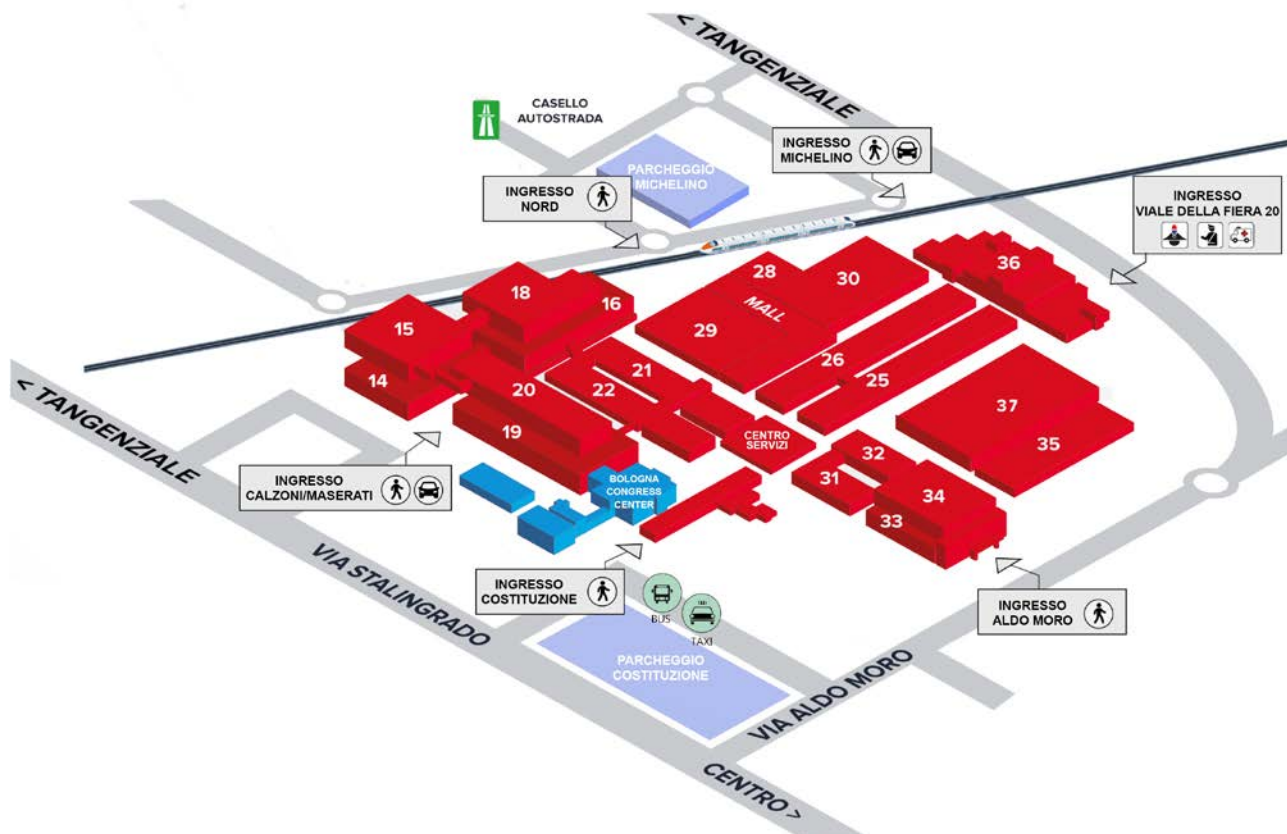 < TANGENZIALE
CASELLO
AUTOSTRADA
PARCHEGGIO
MICHELINO
INGRESSO
MICHELINO
INGRESSO
NORD
INGRESSO
VIALE DELLA FIERA 20
36
28
30
18
16
MALL
15
29
26
21
25
14
20
22
37
19
CENTRO
SERVIZI
32
35
< TANGENZIALE
INGRESSO
CALZONI/MASERATI
BOLOGNA
CONGRESS
CENTER
31
34
33
VIA STALINGRADO
INGRESSO
COSTITUZIONE
TAXI
BUS
TAXI
INGRESSO
ALDO MORO
PARCHEGGIO
COSTITUZIONE
VIA ALDO MORO
CENTRO >